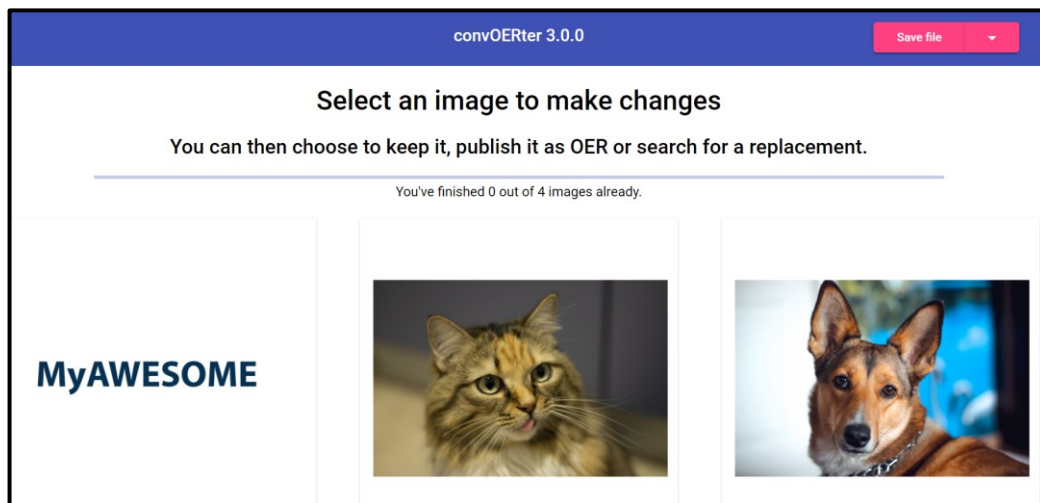 convOERter 3.0.0
Save file
Select an image to make changes
You can then choose to keep it, publish it as OER or search for a replacement.
You've finished 0 out of 4 images already.
MyAWESOME